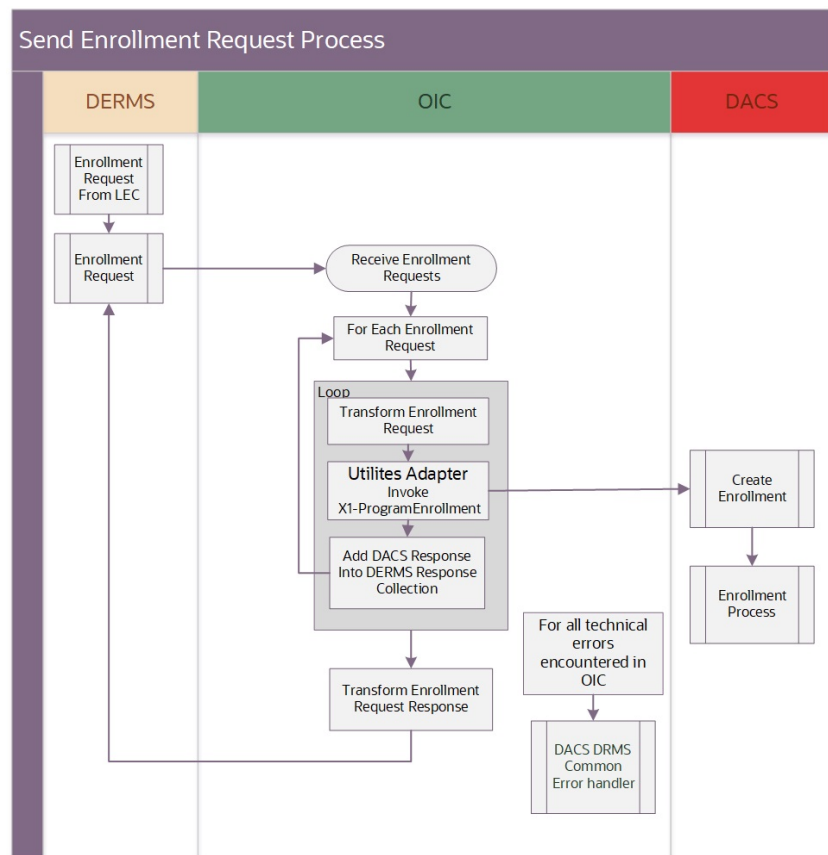 Send Enrollment Request Process
DERMS
OIC
DACS
Enrollment
Request
From LEC
Enrollment
Request
Receive Enrollment
Requests
For Each Enrollment
Request
Loop
Transform Enrollment
Request
Utilites Adapter
Invoke
X1-ProgramEnrollment
Add DACS Response
Into DERMS Response
Collection
Create
Enrollment
Enrollment
Process
For all technical
errors
encountered in
OIC
Transform Enrollment
Request Response
DACS DRMS
Common
Error handler